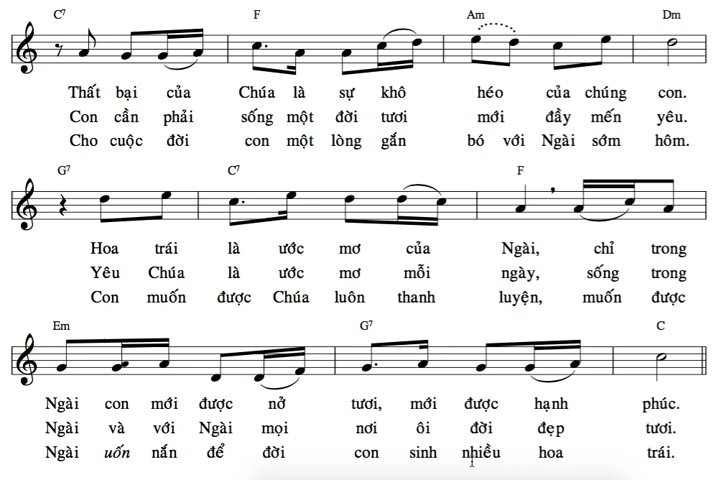 C7 F Am Dm
Thất bại của Chúa là sự khô héo của chúng con.
Con cần phải sống một đời tươi mới đầy mến yêu.
Cho cuộc đời con một lòng gắn bó với Ngài sớm hôm.
G7 C7 F
Hoa trái là ước mơ của Ngài, chỉ trong
Yêu Chúa là ước mơ mỗi ngày, sống trong
Con muốn được Chúa luôn thanh luyện, muốn được
Em G7 C
Ngài con mới được nở tươi, mới được hạnh phúc.
Ngài và với Ngài mọi nơi ôi đời đẹp tươi.
Ngài uốn nắn để đời con sinh nhiều hoa trái.